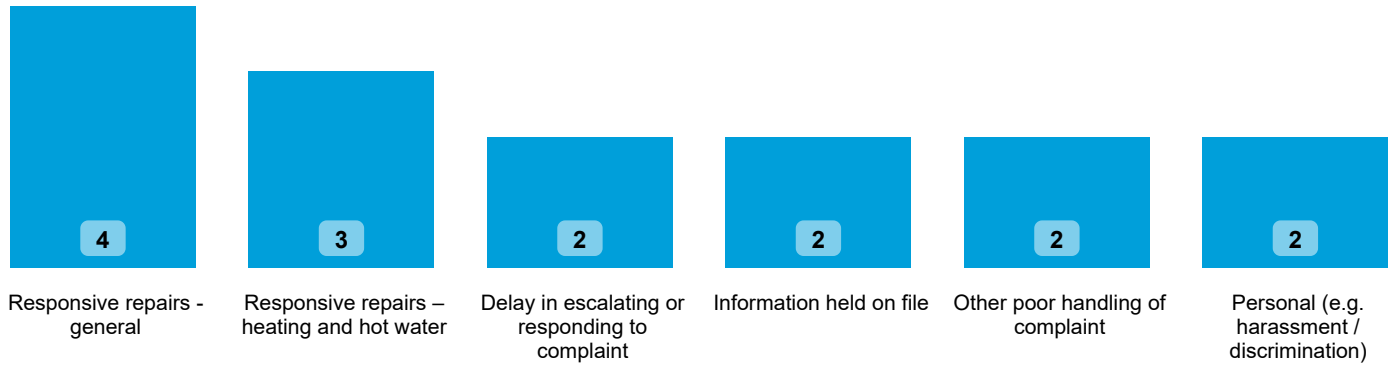 4
3
2
2
2
2
Responsive repairs -
general
Responsive repairs –
heating and hot water
Delay in escalating or
responding to
complaint
Information held on file
Other poor handling of
complaint
Personal (e.g.
harassment /
discrimination)